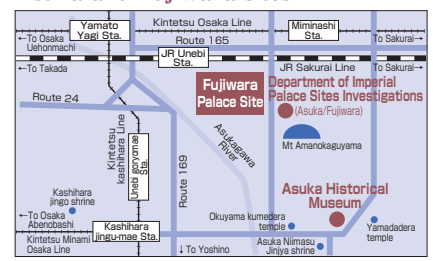 Yamato
Yagi Sta.
Kintetsu Osaka Line
Miminashi
Sta.
←To Osaka
Uehonmachi
Route 165
To Sakurai→
JR Unebi
Sta.
←To Takada
JR Sakurai Line
To Sakurai→
Route 24
Fujiwara
Palace Site
Department of Imperial
Palace Sites Investigations
(Asuka/Fujiwara)
Mt Amanokaguyama
Kintetsu
kashihara Line
Unebi goryomae
Sta.
Route 169
Asukagawa
River
Kashihara
jingo shrine
Asuka Historical
Museum
←To Osaka
Abenobashi
Kashihara
Jingu-mae Sta.
Kintetsu Minami
Osaka Line
↓To Yoshino
Okuyama kumedera
temple
Asuka Niimasu
Jinjya shrine
Yamadadera
temple